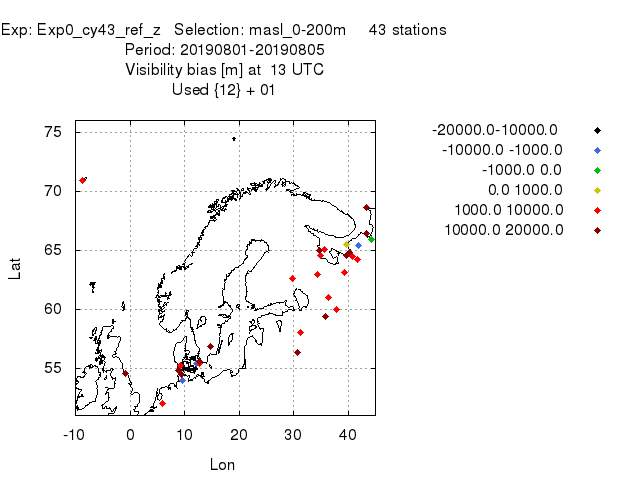 Exp: Exp0_cy43_ref_z   Selection: masl_0-200m     43 stations
Period: 20190801-20190805
Visibility bias [m] at  13 UTC
Used {12} + 01
-20000.0-10000.0
-10000.0 -1000.0
-1000.0 0.0
0.0 1000.0
1000.0 10000.0
10000.0 20000.0
75
70
65
60
55
Lat
-10 0 10 20 30 40
Lon